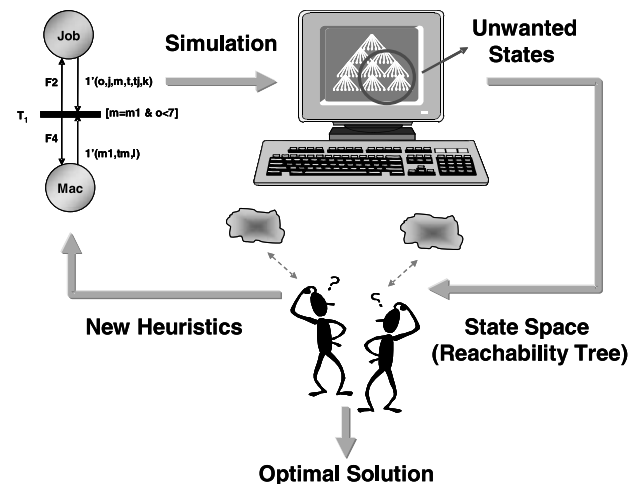 Job
Simulation
Unwanted
States
F2
1'(o,j,m,t,tj,k)
T1
[m=m1 & o<7]
F4
1'(m1,tm,l)
Mac
?
?
New Heuristics
State Space
(Reachability Tree)
Optimal Solution